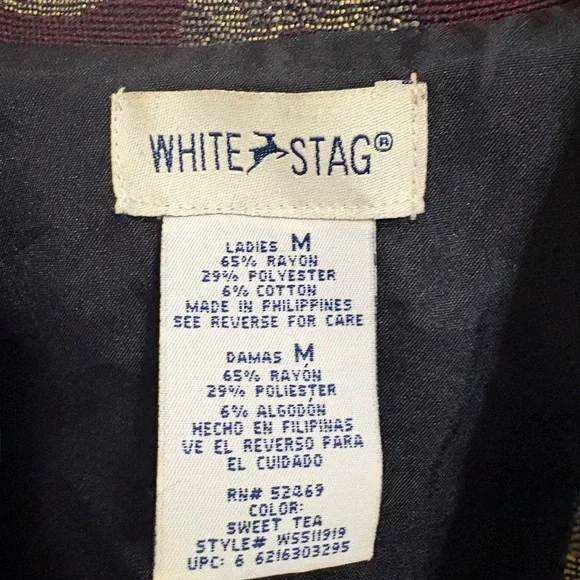 WHITE STAG®
LADIES M
65% RAYON
29% POLYESTER
6% COTTON
MADE IN PHILIPPINES
SEE REVERSE FOR CARE
DAMAS M
65% RAYÓN
29% POLIESTER
6% ALGODÓN
HECHO EN FILIPINAS
VE EL REVERSO PARA
EL CUIDADO
RN# 52469
COLOR:
SWEET TEA
STYLE# WS511919
UPC: 6 6216303295